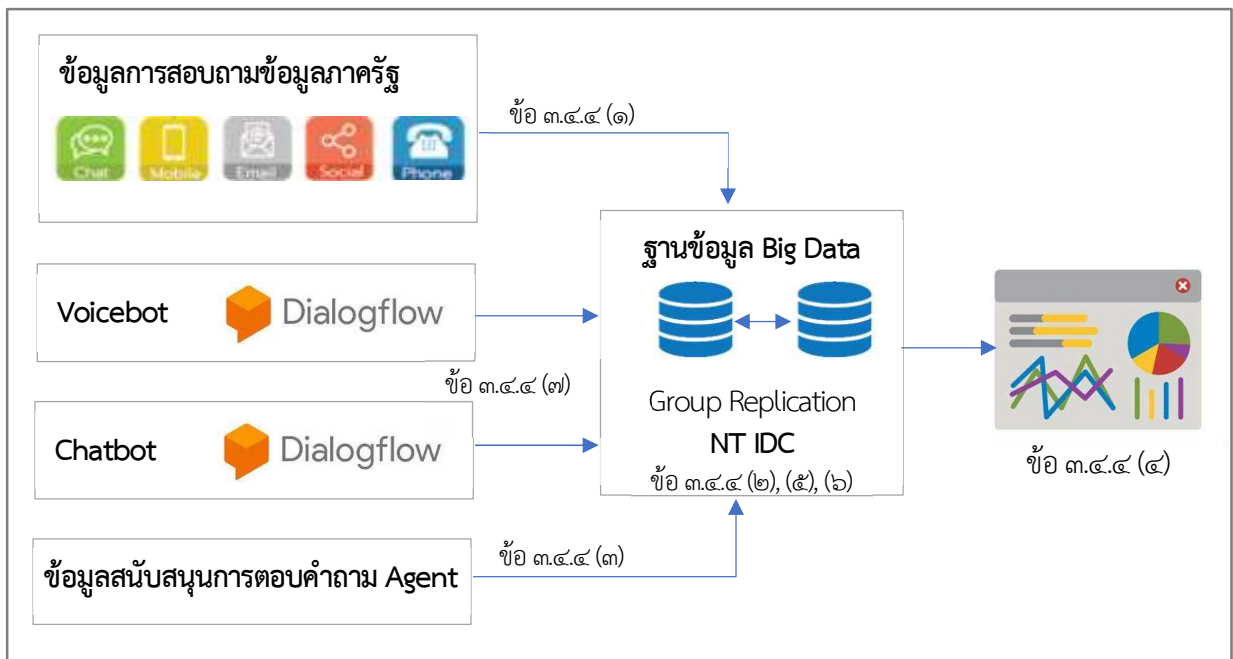 ข้อมูลการสอบถามข้อมูลภาครัฐ
Chat
Mobile
Email
Social
Phone
ข้อ ๓.๔.๔ (๑)
Voicebot
Dialogflow
ข้อ ๓.๔.๔ (๗)
Chatbot
Dialogflow
ข้อมูลสนับสนุนการตอบคำถาม Agent
ข้อ ๓.๔.๔ (๓)
ฐานข้อมูล Big Data
Group Replication
NT IDC
ข้อ ๓.๔.๔ (๒), (๕), (๖)
ข้อ ๓.๔.๔ (๔)